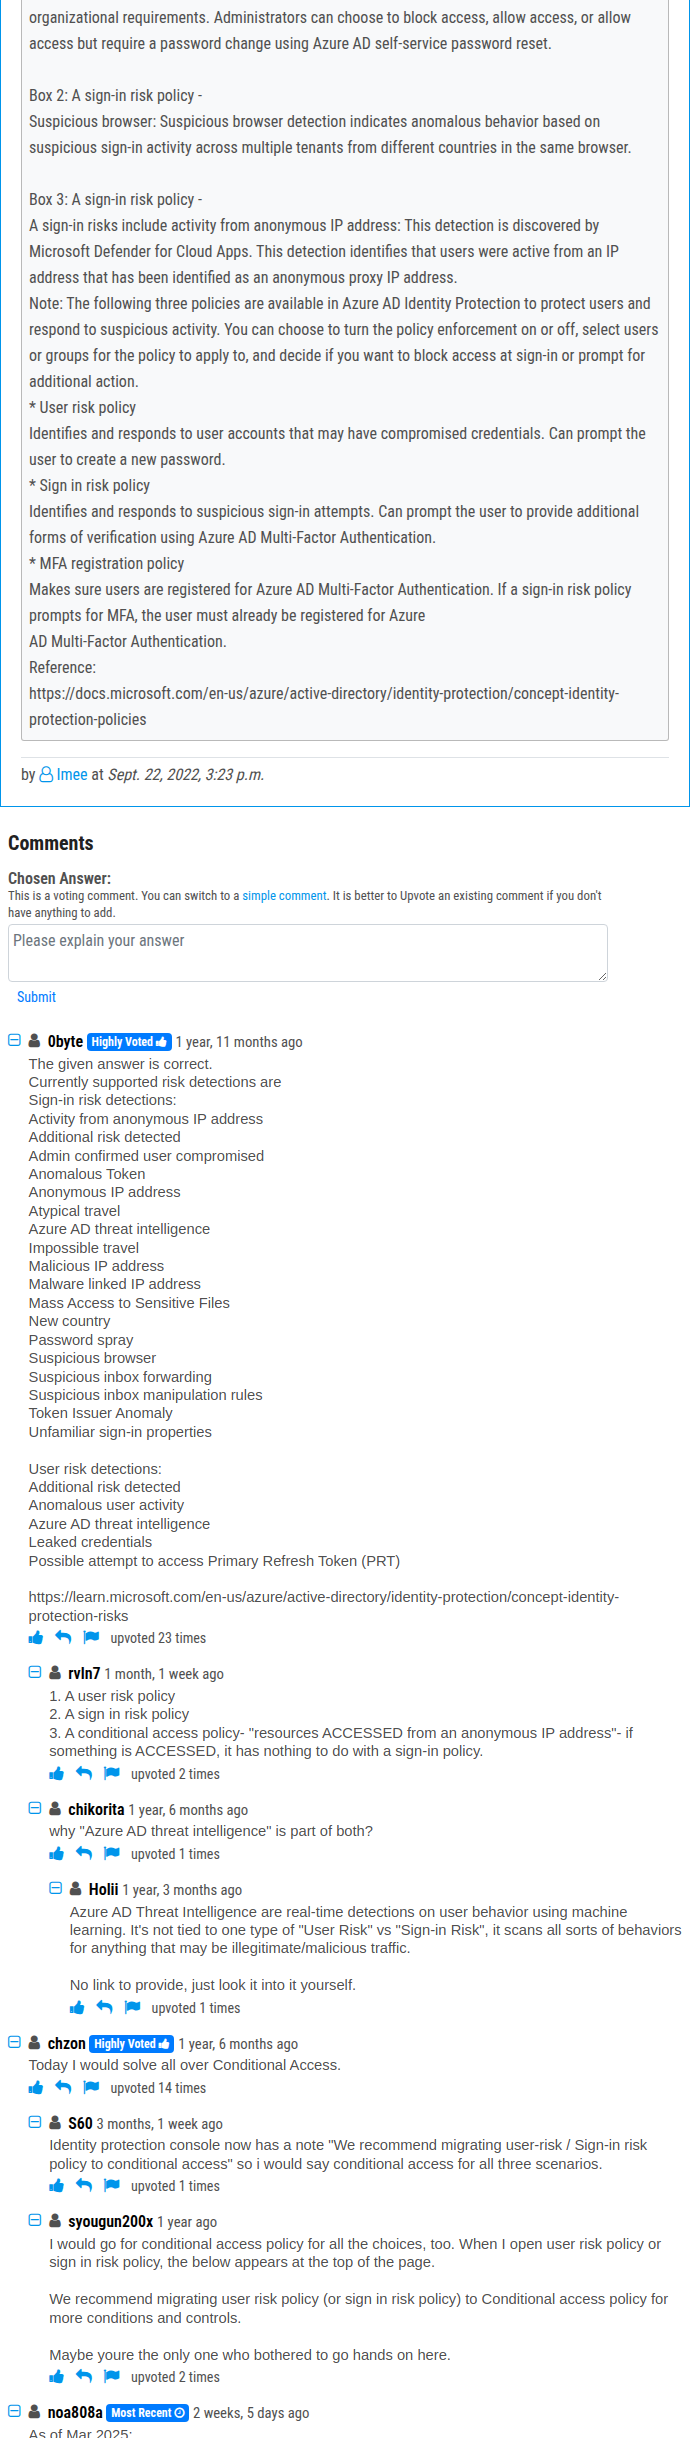 organizational requirements. Administrators can choose to block access, allow access, or allow
access but require a password change using Azure AD self-service password reset.
Box 2: A sign-in risk policy -
Suspicious browser: Suspicious browser detection indicates anomalous behavior based on
suspicious sign-in activity across multiple tenants from different countries in the same browser.
Box 3: A sign-in risk policy -
A sign-in risks include activity from anonymous IP address: This detection is discovered by
Microsoft Defender for Cloud Apps. This detection identifies that users were active from an IP
address that has been identified as an anonymous proxy IP address.
Note: The following three policies are available in Azure AD Identity Protection to protect users and
respond to suspicious activity. You can choose to turn the policy enforcement on or off, select users
or groups for the policy to apply to, and decide if you want to block access at sign-in or prompt for
additional action.
* User risk policy
Identifies and responds to user accounts that may have compromised credentials. Can prompt the
user to create a new password.
* Sign in risk policy
Identifies and responds to suspicious sign-in attempts. Can prompt the user to provide additional
forms of verification using Azure AD Multi-Factor Authentication.
* MFA registration policy
Makes sure users are registered for Azure AD Multi-Factor Authentication. If a sign-in risk policy
prompts for MFA, the user must already be registered for Azure
AD Multi-Factor Authentication.
Reference:
https://docs.microsoft.com/en-us/azure/active-directory/identity-protection/concept-identity-
protection-policies
by Imee at Sept. 22, 2022, 3:23 p.m.
Comments
Chosen Answer:
This is a voting comment. You can switch to a simple comment. It is better to Upvote an existing comment if you don't
have anything to add.
Please explain your answer
Submit
0byte Highly Voted 1 year, 11 months ago
The given answer is correct.
Currently supported risk detections are
Sign-in risk detections:
Activity from anonymous IP address
Additional risk detected
Admin confirmed user compromised
Anomalous Token
Anonymous IP address
Atypical travel
Azure AD threat intelligence
Impossible travel
Malicious IP address
Malware linked IP address
Mass Access to Sensitive Files
New country
Password spray
Suspicious browser
Suspicious inbox forwarding
Suspicious inbox manipulation rules
Token Issuer Anomaly
Unfamiliar sign-in properties
User risk detections:
Additional risk detected
Anomalous user activity
Azure AD threat intelligence
Leaked credentials
Possible attempt to access Primary Refresh Token (PRT)
https://learn.microsoft.com/en-us/azure/active-directory/identity-protection/concept-identity-
protection-risks
upvoted 23 times
rvln7 1 month, 1 week ago
1. A user risk policy
2. A sign in risk policy
3. A conditional access policy- "resources ACCESSED from an anonymous IP address"- if
something is ACCESSED, it has nothing to do with a sign-in policy.
upvoted 2 times
chikorita 1 year, 6 months ago
why "Azure AD threat intelligence" is part of both?
upvoted 1 times
Holii 1 year, 3 months ago
Azure AD Threat Intelligence are real-time detections on user behavior using machine
learning. It's not tied to one type of "User Risk" vs "Sign-in Risk", it scans all sorts of behaviors
for anything that may be illegitimate/malicious traffic.
No link to provide, just look it into it yourself.
upvoted 1 times
chzon Highly Voted 1 year, 6 months ago
Today I would solve all over Conditional Access.
upvoted 14 times
S60 3 months, 1 week ago
Identity protection console now has a note "We recommend migrating user-risk / Sign-in risk
policy to conditional access" so i would say conditional access for all three scenarios.
upvoted 1 times
syougun200x 1 year ago
I would go for conditional access policy for all the choices, too. When I open user risk policy or
sign in risk policy, the below appears at the top of the page.
We recommend migrating user risk policy (or sign in risk policy) to Conditional access policy for
more conditions and controls.
Maybe youre the only one who bothered to go hands on here.
upvoted 2 times
noa808a Most Recent 2 weeks, 5 days ago
As of Mar 2025: